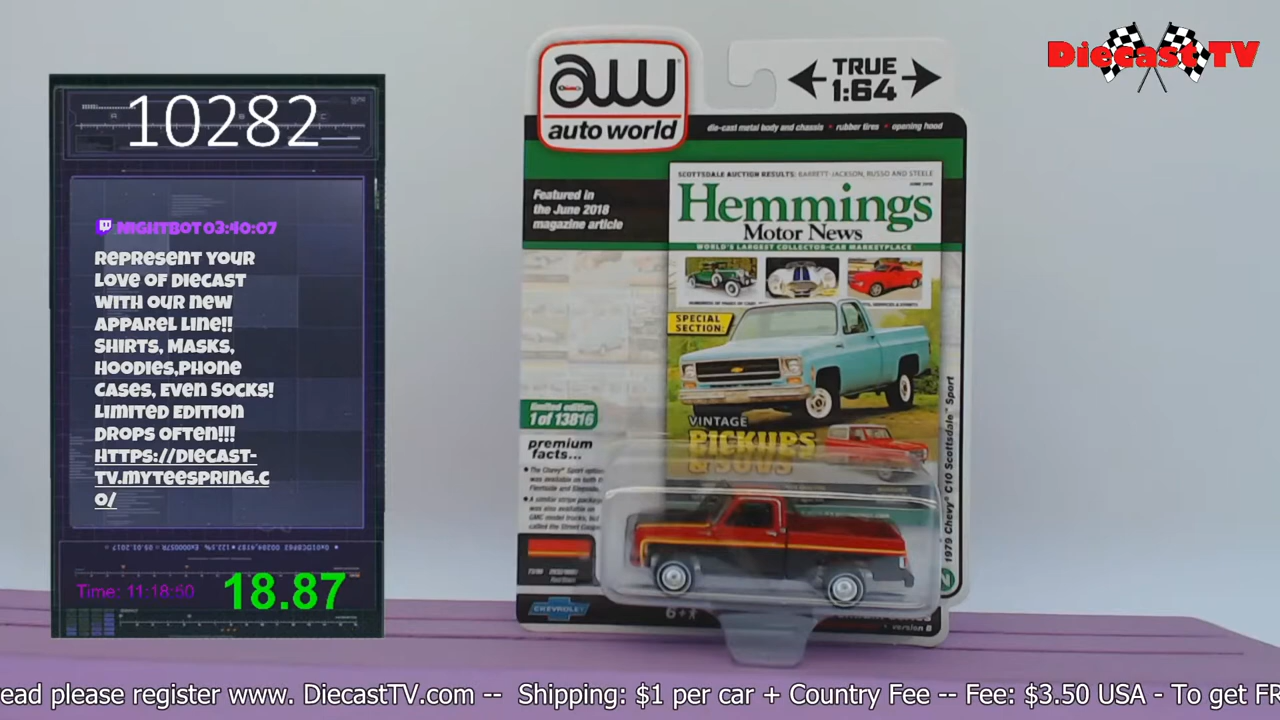 10282
NIGHTBOT 03:40:07
REPRESENT YOUR
LOVE OF DIECAST
WITH OUR NEW
APPAREL LINE!!
SHIRTS, MASKS,
HOODIES,PHONE
CASES, EVEN SOCKS!
LIMITED EDITION
DROPS OFTEN!!!
HTTPS://DIECAST-
TV.MYTEESPRING.C
O/
Time: 11:18:50
18.87
aw
auto world
TRUE
1:64
die-cast metal body and chassis • rubber tires • opening hood
Featured in
the June 2018
magazine article
SCOTTSDALE AUCTION RESULTS: BARRETT-JACKSON, RUSSO AND STEELE
Hemmings
Motor News
WORLD'S LARGEST COLLECTOR-CAR MARKETPLACE
SPECIAL
SECTION:
VINTAGE
PICKUPS
& SUVS
limited edition
1 of 13816
premium
facts...
1979 Chevy® C10 Scottsdale™ Sport
CHEVROLET
6+
version B
Diecast TV
ead please register www. DiecastTV.com -- Shipping: $1 per car + Country Fee -- Fee: $3.50 USA - To get FR